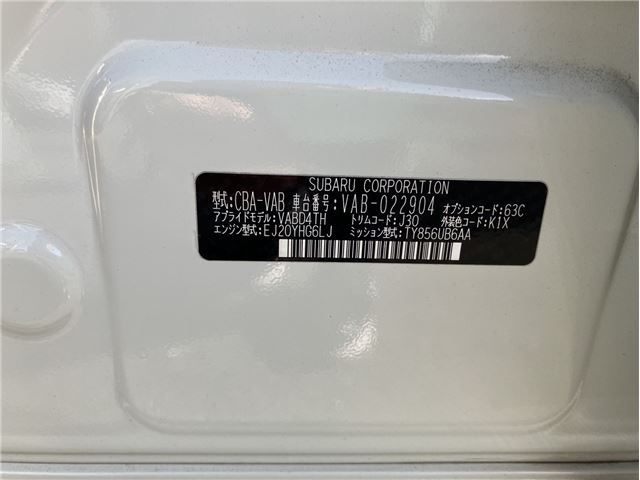 SUBARU CORPORATION
型式:CBA-VAB 車台番号:VAB-022904 オプションコード:63C
アプライドモデル:VABD4TH トリムコード:J30 外装色コード:K1X
エンジン型式:EJ20YHG6LJ ミッション型式:TY856UB6AA